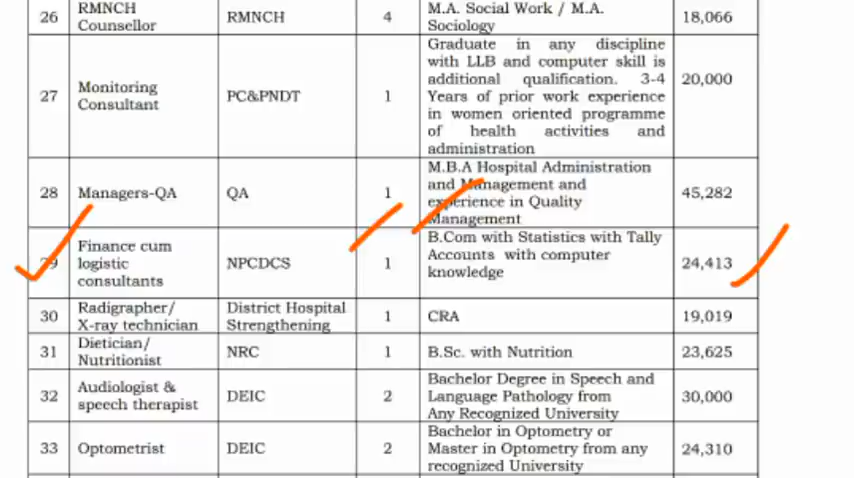 26 RMNCH Counsellor RMNCH 4 M.A. Social Work / M.A. Sociology 18,066
27 Monitoring Consultant PC&PNDT 1 Graduate in any discipline with LLB and computer skill is additional qualification. 3-4 Years of prior work experience in women oriented programme of health activities and administration 20,000
28 Managers-QA QA 1 M.B.A Hospital Administration and Management and experience in Quality Management 45,282
29 Finance cum logistic consultants NPCDCS 1 B.Com with Statistics with Tally Accounts with computer knowledge 24,413
30 Radigrapher/ X-ray technician District Hospital Strengthening 1 CRA 19,019
31 Dietician/ Nutritionist NRC 1 B.Sc. with Nutrition 23,625
32 Audiologist & speech therapist DEIC 2 Bachelor Degree in Speech and Language Pathology from Any Recognized University 30,000
33 Optometrist DEIC 2 Bachelor in Optometry or Master in Optometry from any recognized University 24,310